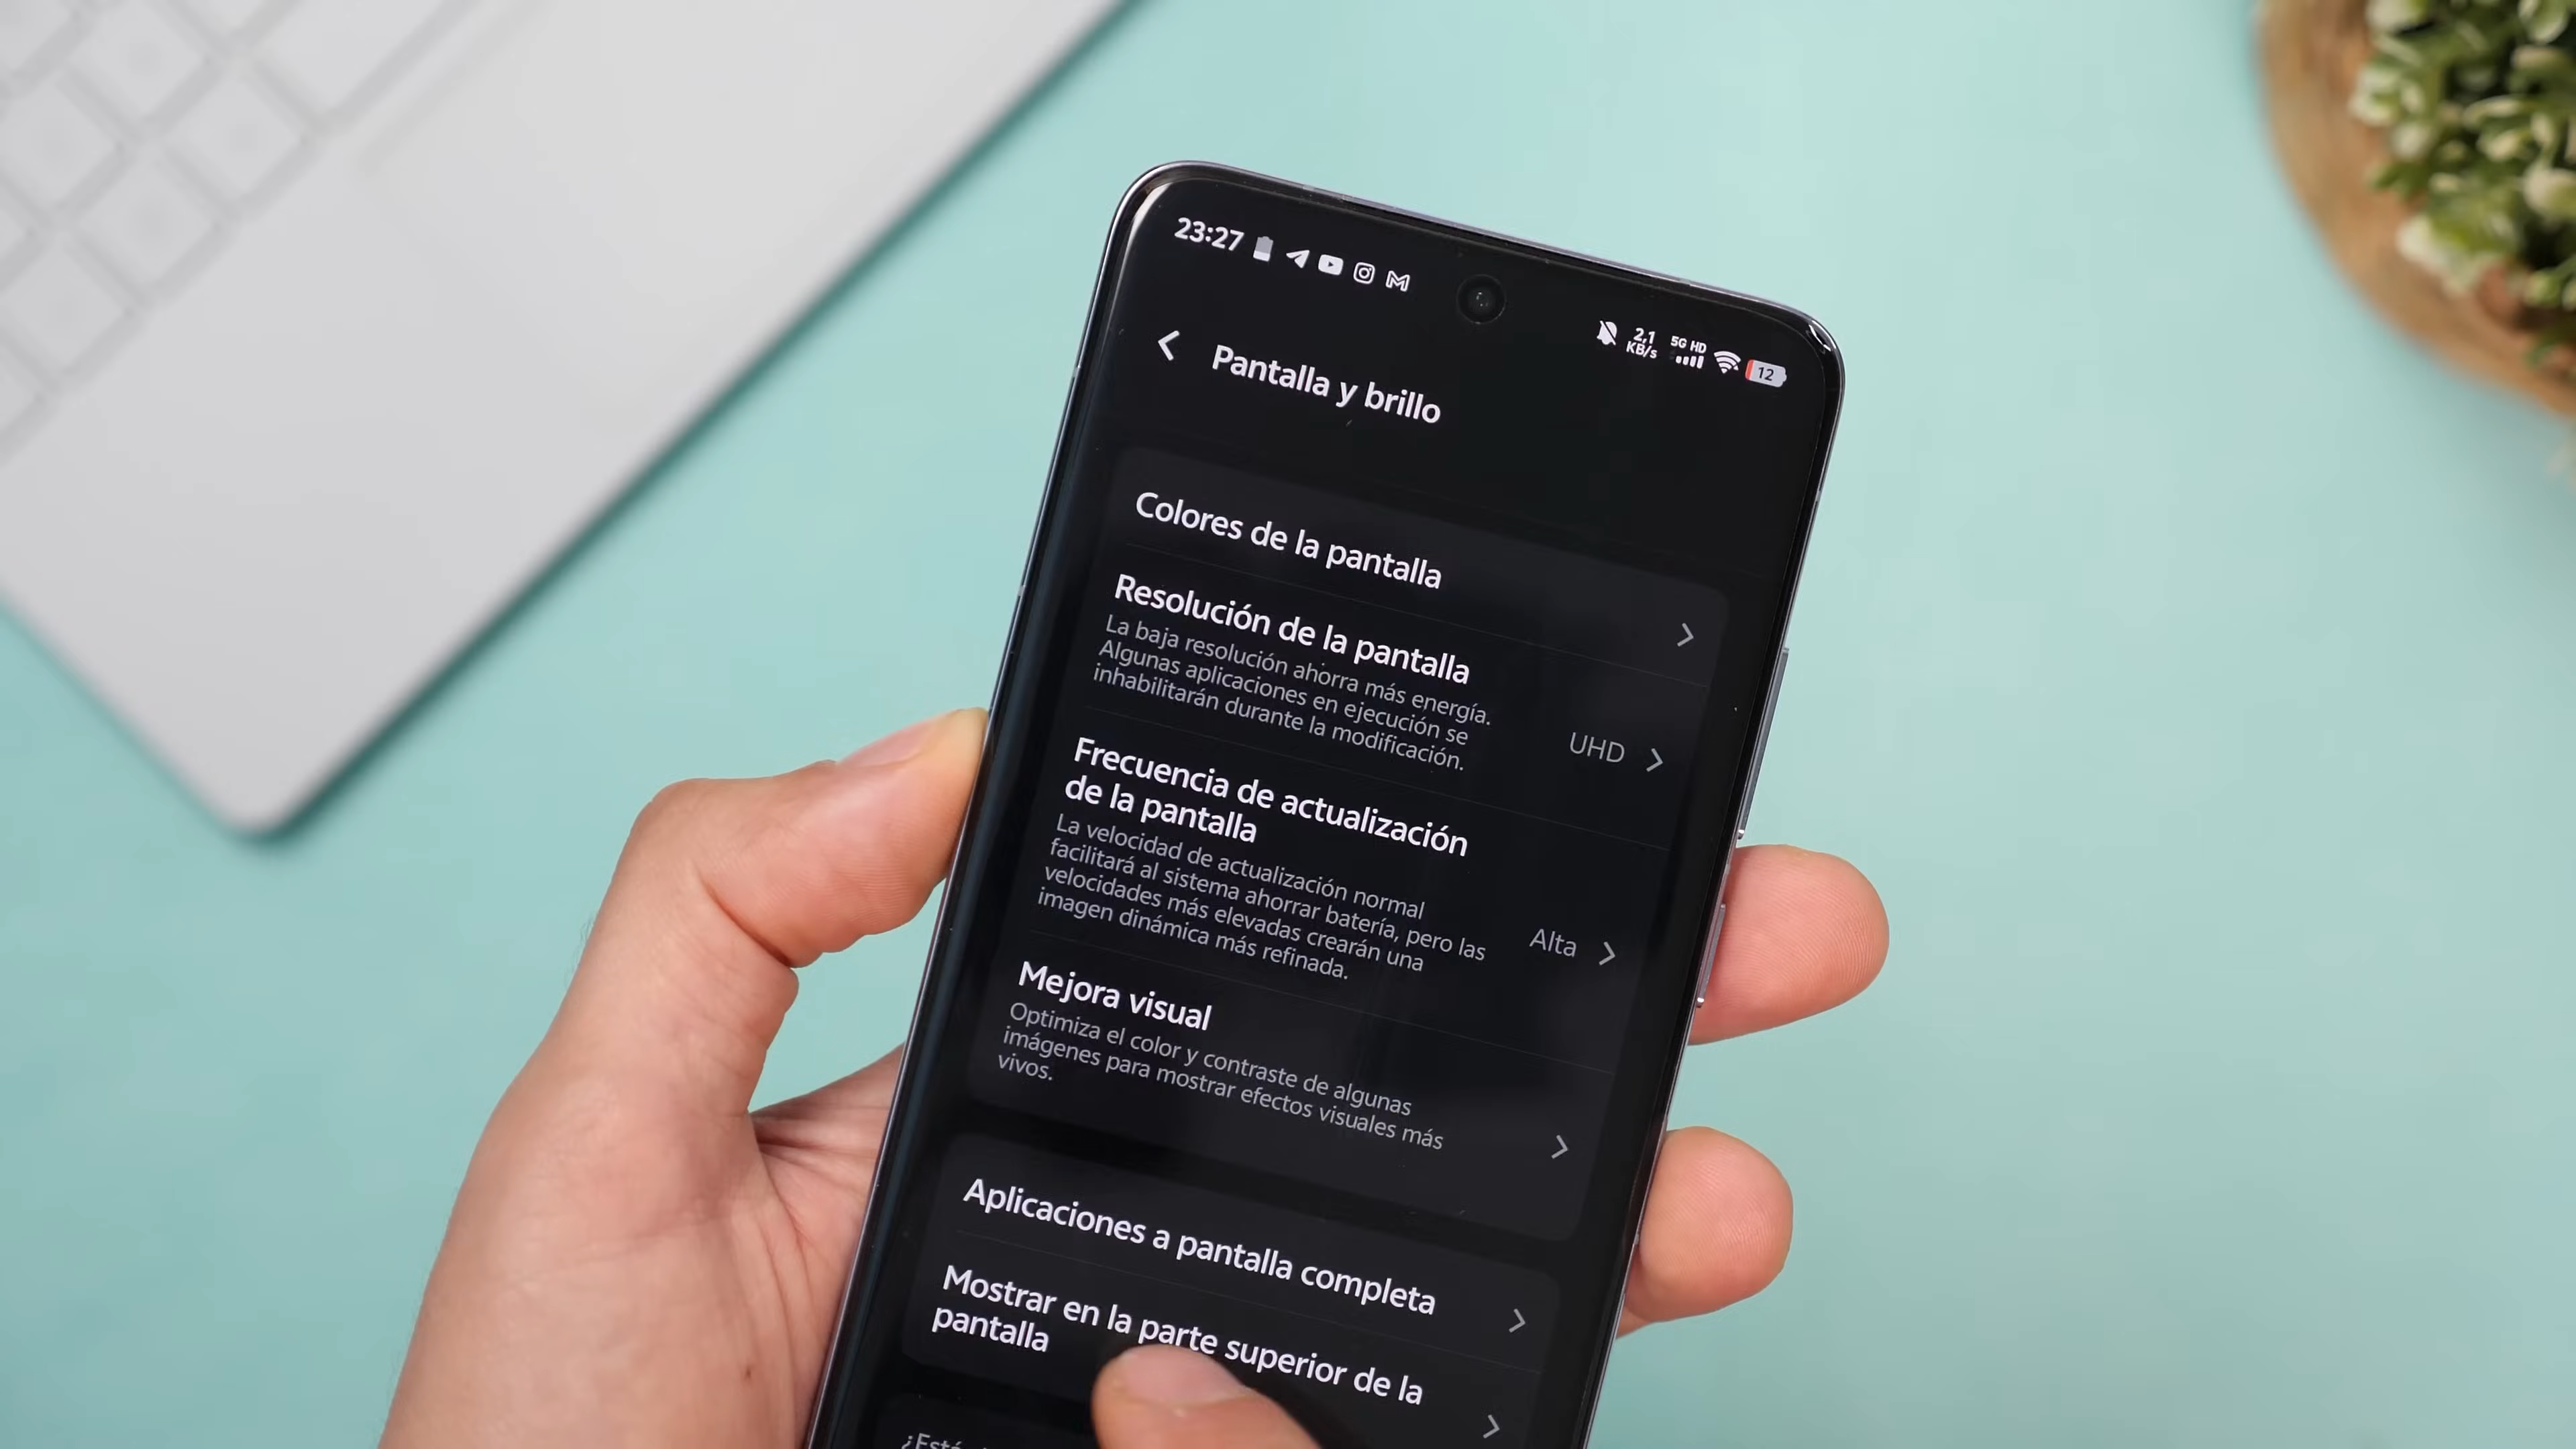 23:27
2,1
KB/s
5G HD
12
Pantalla y brillo
Colores de la pantalla
Resolución de la pantalla
La baja resolución ahorra más energía.
Algunas aplicaciones en ejecución se
inhabilitarán durante la modificación.
UHD
Frecuencia de actualización
de la pantalla
La velocidad de actualización normal
facilitará al sistema ahorrar batería, pero las
velocidades más elevadas crearán una
imagen dinámica más refinada.
Alta
Mejora visual
Optimiza el color y contraste de algunas
imágenes para mostrar efectos visuales más
vivos.
Aplicaciones a pantalla completa
Mostrar en la parte superior de la
pantalla